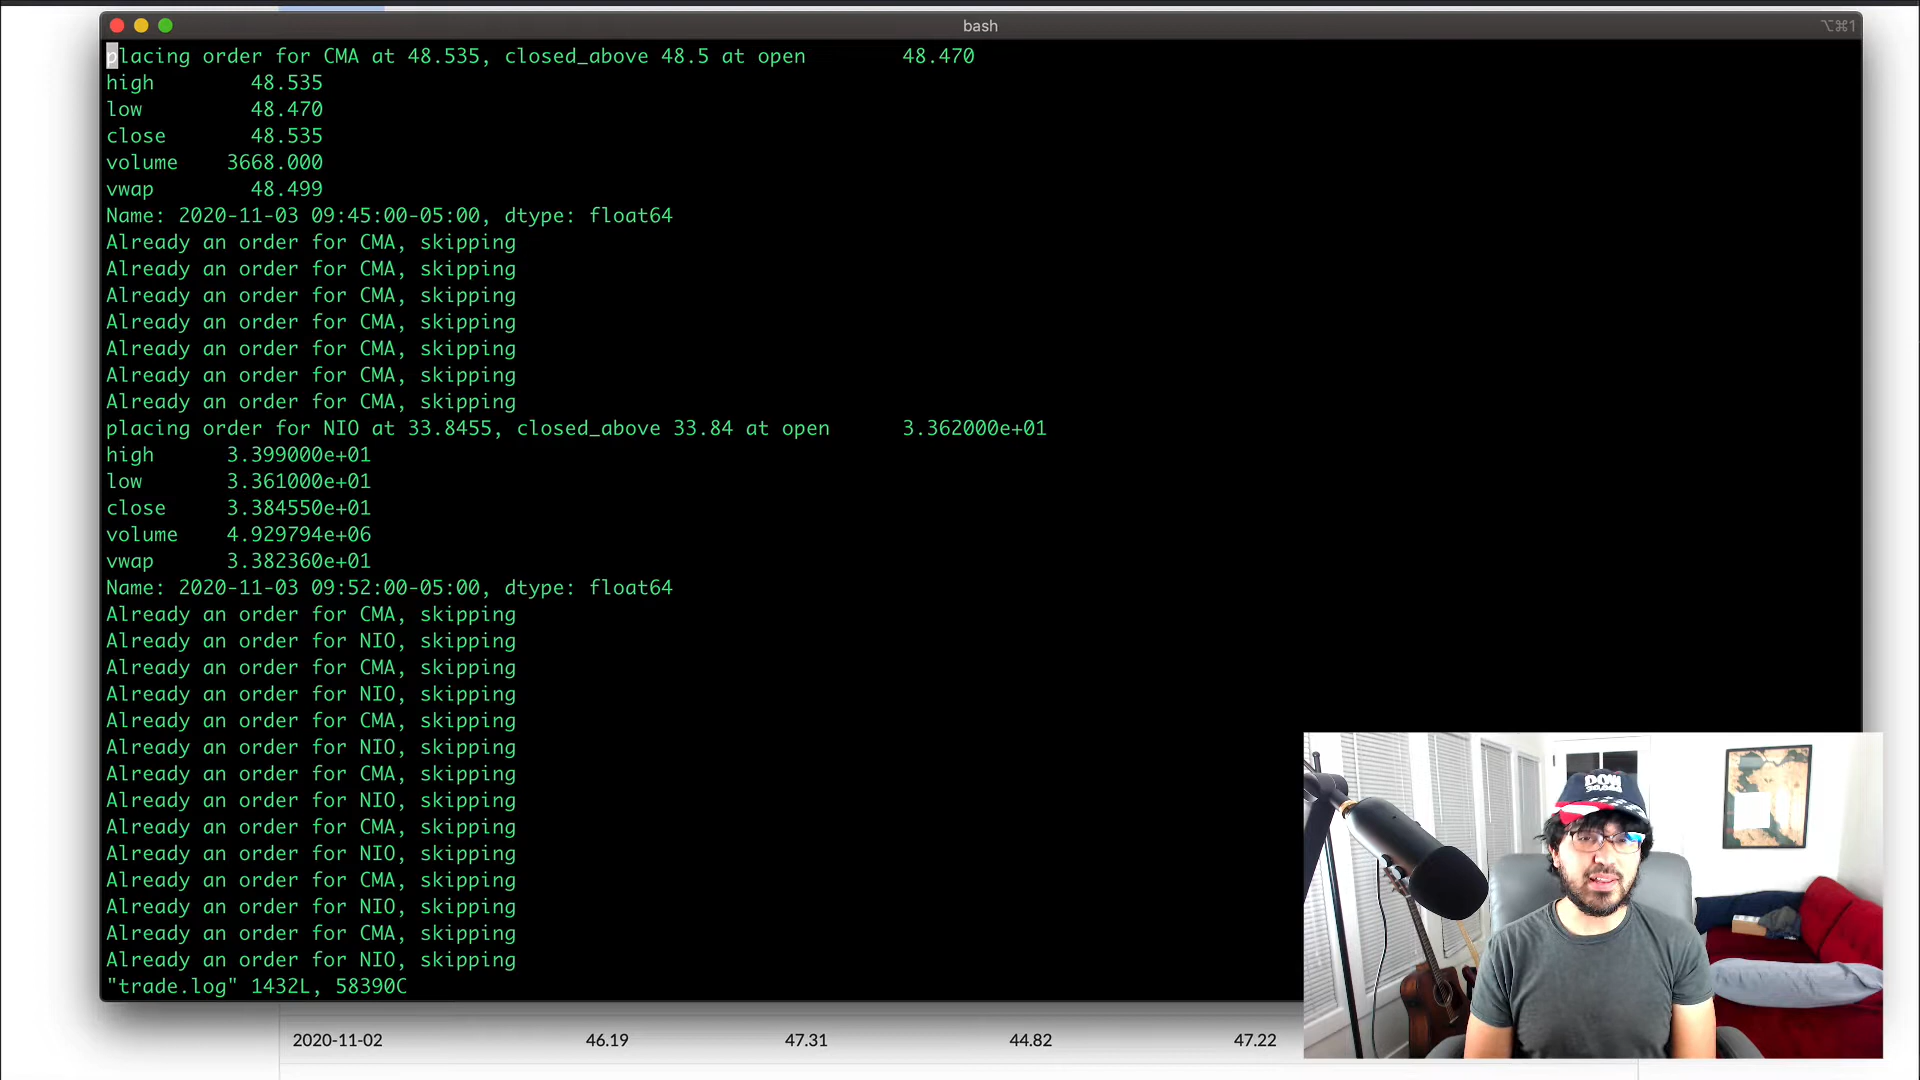 bash
⌥⌘1
placing order for CMA at 48.535, closed_above 48.5 at open        48.470
high        48.535
low         48.470
close       48.535
volume    3668.000
vwap        48.499
Name: 2020-11-03 09:45:00-05:00, dtype: float64
Already an order for CMA, skipping
Already an order for CMA, skipping
Already an order for CMA, skipping
Already an order for CMA, skipping
Already an order for CMA, skipping
Already an order for CMA, skipping
Already an order for CMA, skipping
placing order for NIO at 33.8455, closed_above 33.84 at open      3.362000e+01
high      3.399000e+01
low       3.361000e+01
close     3.384550e+01
volume    4.929794e+06
vwap      3.382360e+01
Name: 2020-11-03 09:52:00-05:00, dtype: float64
Already an order for CMA, skipping
Already an order for NIO, skipping
Already an order for CMA, skipping
Already an order for NIO, skipping
Already an order for CMA, skipping
Already an order for NIO, skipping
Already an order for CMA, skipping
Already an order for NIO, skipping
Already an order for CMA, skipping
Already an order for NIO, skipping
Already an order for CMA, skipping
Already an order for NIO, skipping
Already an order for CMA, skipping
Already an order for NIO, skipping
"trade.log" 1432L, 58390C
DOW
2020-11-02 46.19 47.31 44.82 47.22